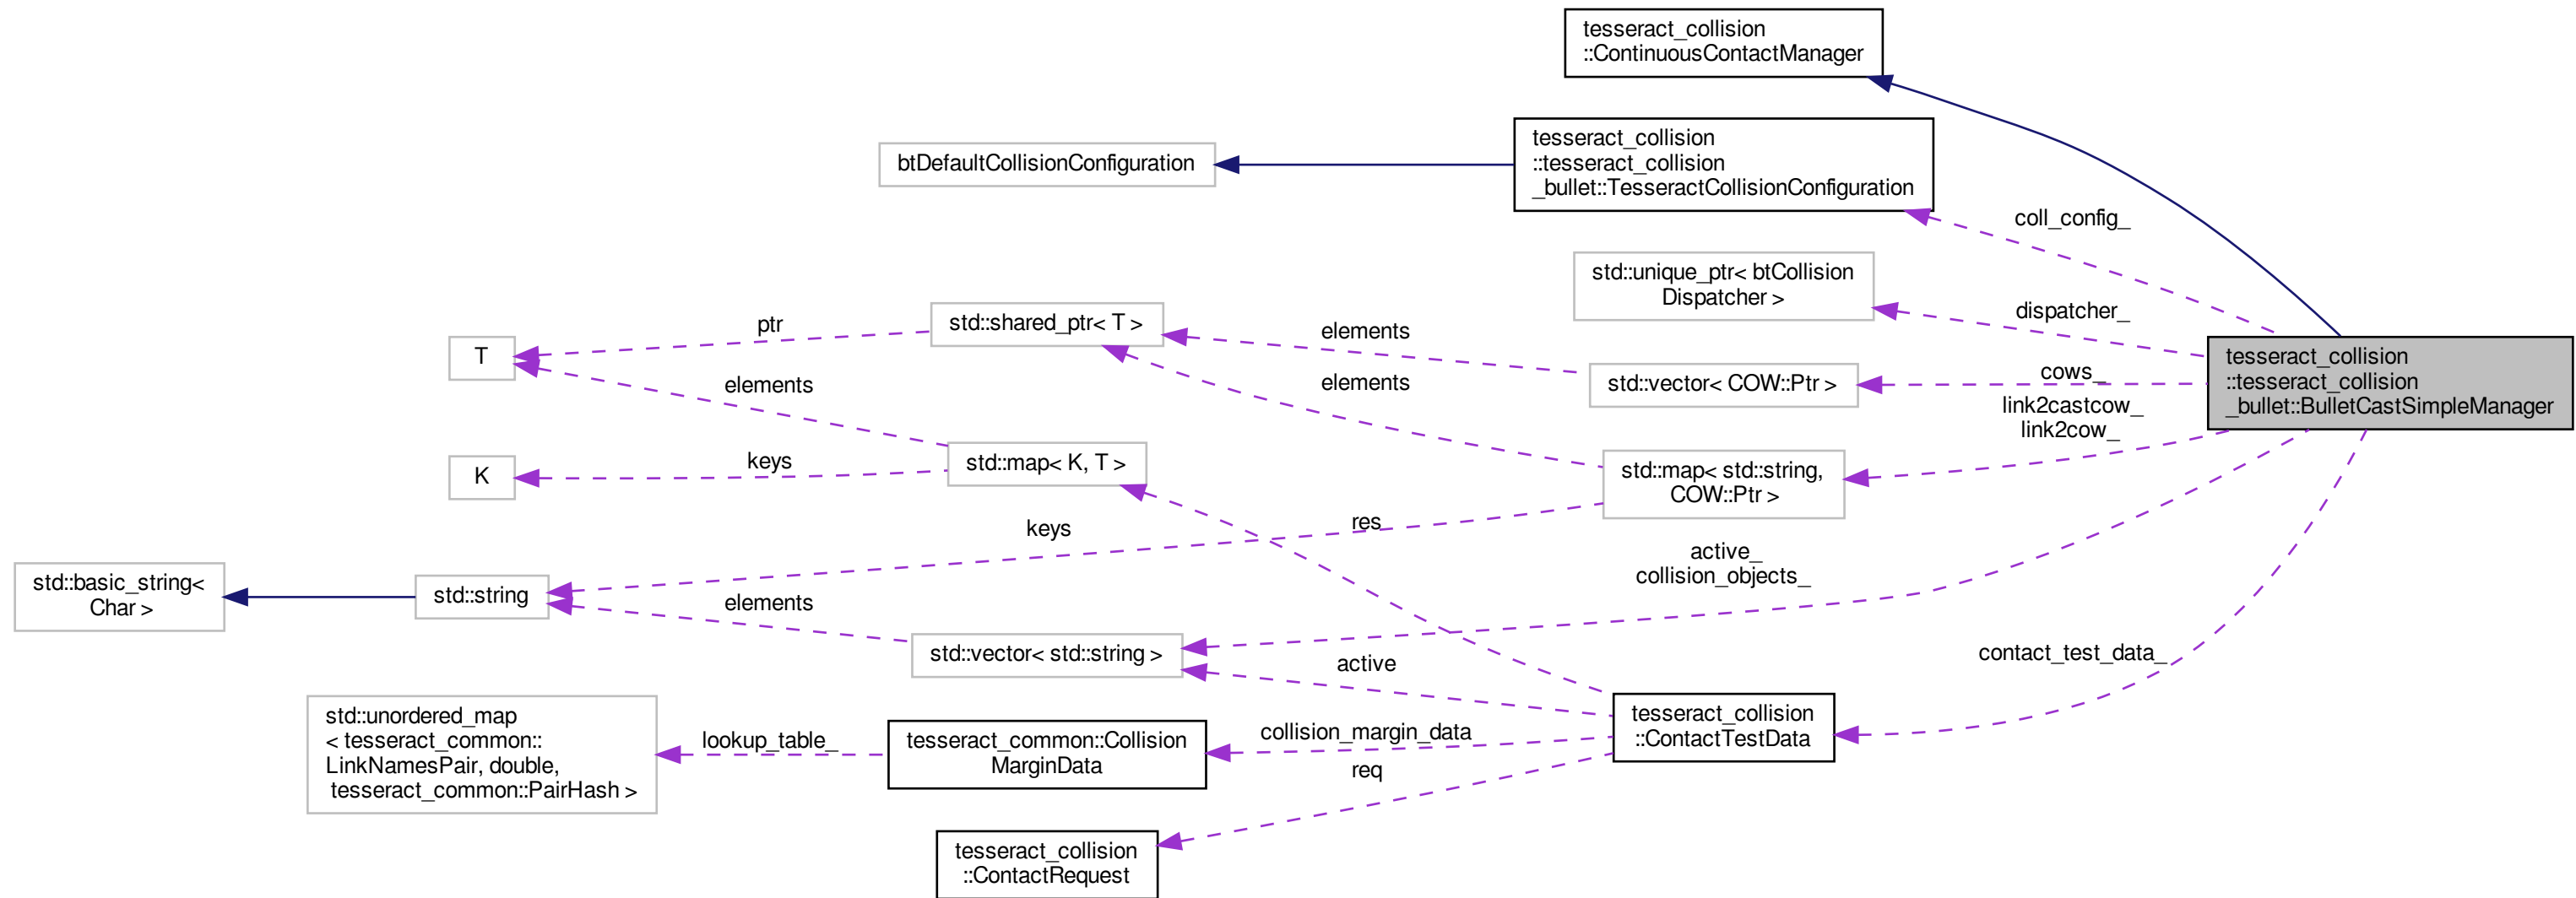 tesseract_collision
::ContinuousContactManager
tesseract_collision
::tesseract_collision
_bullet::TesseractCollisionConfiguration
btDefaultCollisionConfiguration
coll_config_
std::unique_ptr< btCollision
Dispatcher >
dispatcher_
std::shared_ptr< T >
ptr
T
elements
std::vector< COW::Ptr >
cows_
tesseract_collision
::tesseract_collision
_bullet::BulletCastSimpleManager
elements
elements
link2castcow_
link2cow_
std::map< K, T >
keys
K
std::map< std::string,
COW::Ptr >
res
keys
active_
collision_objects_
std::basic_string<
Char >
std::string
elements
std::vector< std::string >
active
contact_test_data_
tesseract_collision
::ContactTestData
std::unordered_map
< tesseract_common::
LinkNamesPair, double,
tesseract_common::PairHash >
lookup_table_
tesseract_common::Collision
MarginData
collision_margin_data
req
tesseract_collision
::ContactRequest